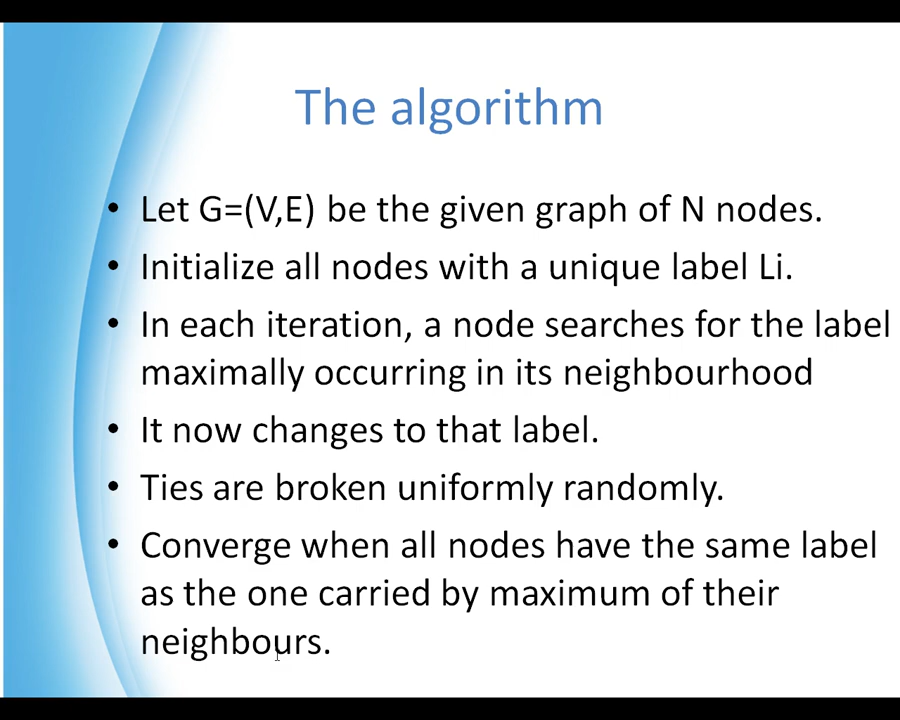 The algorithm
• Let G=(V,E) be the given graph of N nodes.
• Initialize all nodes with a unique label Li.
• In each iteration, a node searches for the label
maximally occurring in its neighbourhood
• It now changes to that label.
• Ties are broken uniformly randomly.
• Converge when all nodes have the same label
as the one carried by maximum of their
neighbours.